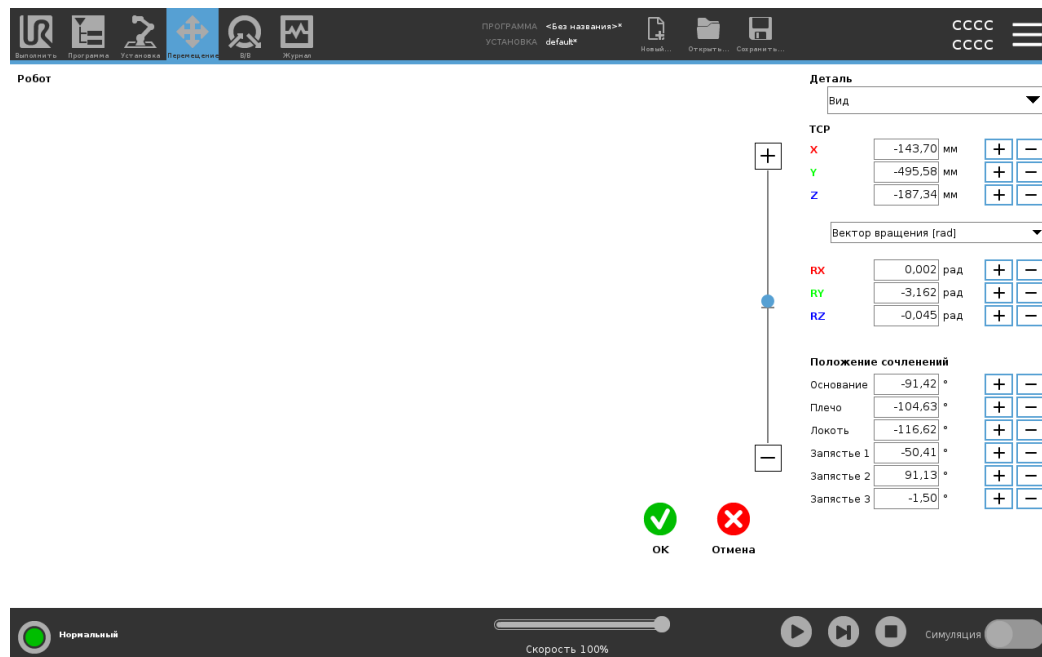 ПРОГРАММА <Без названия>*
УСТАНОВКА default*
Выполнить Программа Установка Перемещение В/В Журнал
Новый... Открыть... Сохранить...
CCCC
CCCC
Робот
Деталь
Вид
TCP
X -143,70 мм
Y -495,58 мм
Z -187,34 мм
Вектор вращения [rad]
RX 0,002 рад
RY -3,162 рад
RZ -0,045 рад
Положение сочленений
Основание -91,42 °
Плечо -104,63 °
Локоть -116,62 °
Запястье 1 -50,41 °
Запястье 2 91,13 °
Запястье 3 -1,50 °
OK Отмена
Нормальный
Скорость 100%
Симуляция